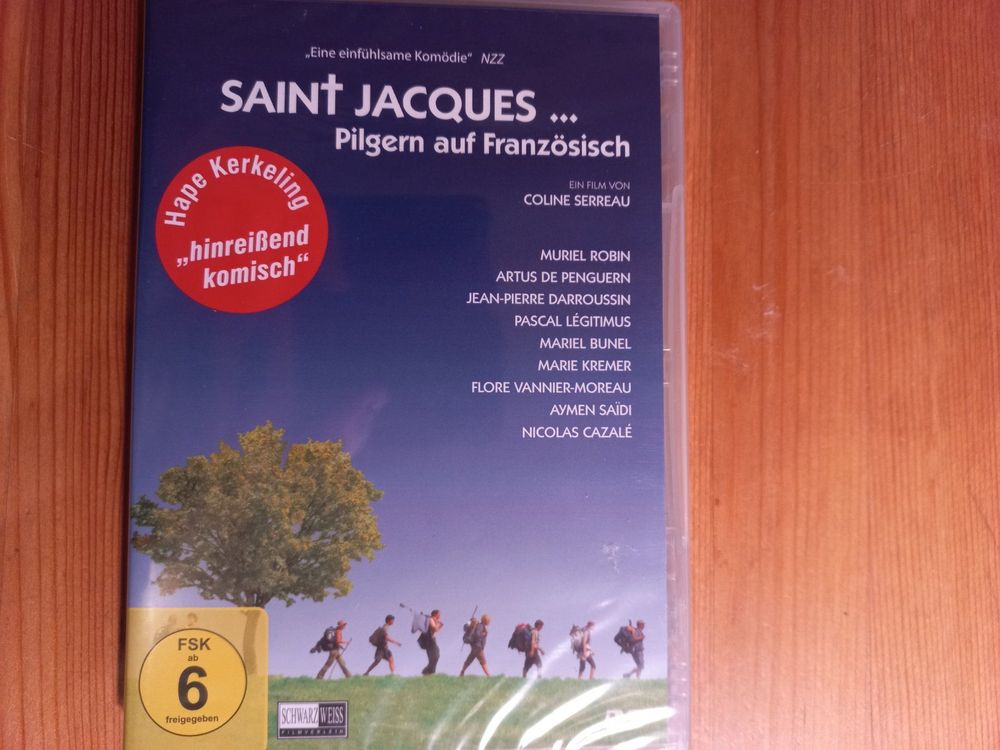 „Eine einfühlsame Komödie“ NZZ
SAINT JACQUES ...
Pilgern auf Französisch
Hape Kerkeling
„hinreißend
komisch“
EIN FILM VON
COLINE SERREAU
MURIEL ROBIN
ARTUS DE PENGUERN
JEAN-PIERRE DARROUSSIN
PASCAL LÉGITIMUS
MARIEL BUNEL
MARIE KREMER
FLORE VANNIER-MOREAU
AYMEN SAÏDI
NICOLAS CAZALÉ
FSK
ab
6
freigegeben
SCHWARZ WEISS
FILMVERLEIH